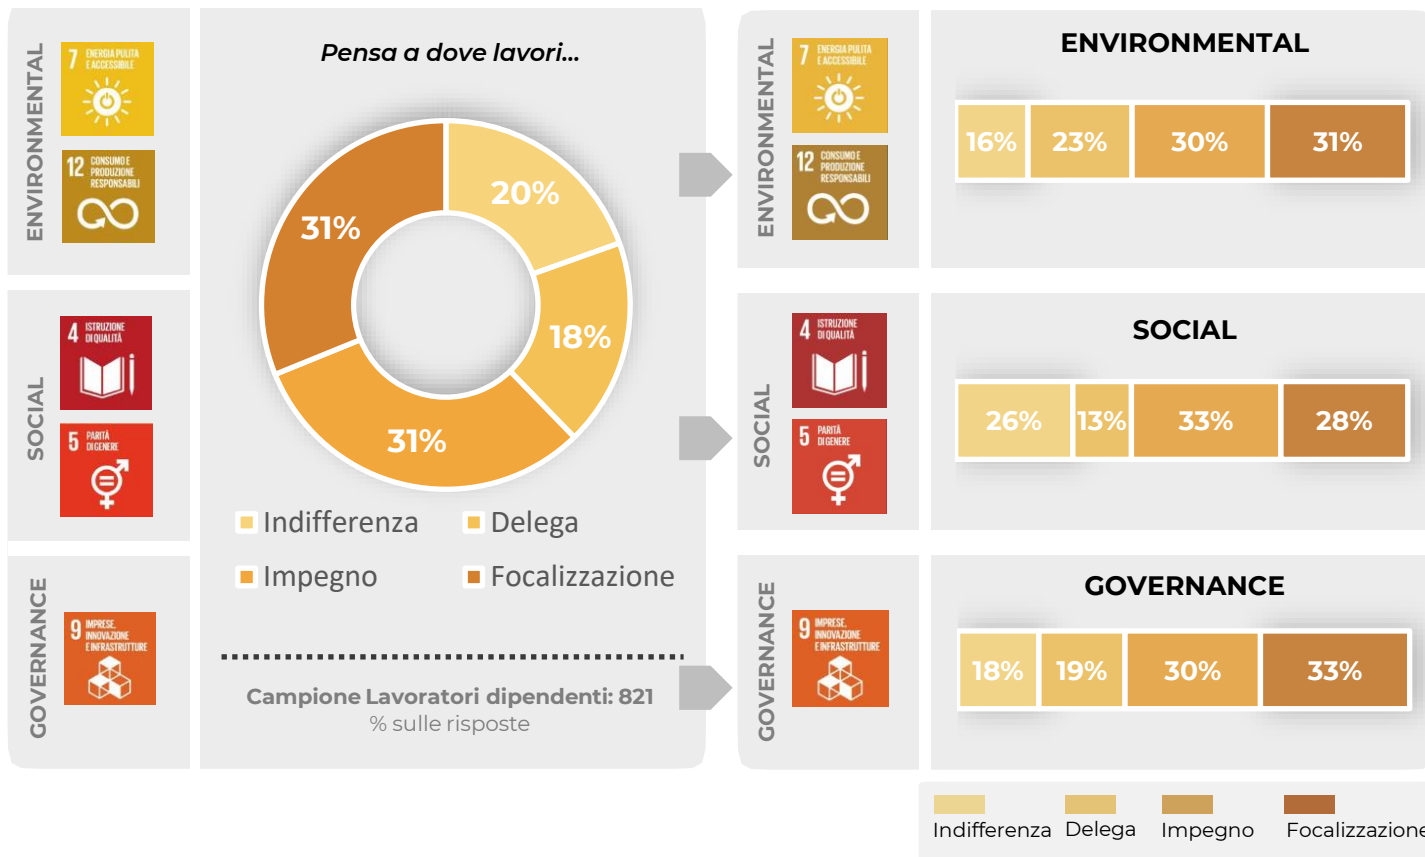 ENVIRONMENTAL
7 ENERGIA PULITA
E ACCESSIBILE
12 CONSUMO E
PRODUZIONE
RESPONSABILI
SOCIAL
4 ISTRUZIONE
DI QUALITÀ
5 PARITÀ
DI GENERE
GOVERNANCE
9 IMPRESE,
INNOVAZIONE
E INFRASTRUTTURE
Pensa a dove lavori...
20%
31%
18%
31%
Indifferenza
Delega
Impegno
Focalizzazione
Campione Lavoratori dipendenti: 821
% sulle risposte
ENVIRONMENTAL
7 ENERGIA PULITA
E ACCESSIBILE
12 CONSUMO E
PRODUZIONE
RESPONSABILI
ENVIRONMENTAL
16% 23% 30% 31%
SOCIAL
4 ISTRUZIONE
DI QUALITÀ
5 PARITÀ
DI GENERE
SOCIAL
26% 13% 33% 28%
GOVERNANCE
9 IMPRESE,
INNOVAZIONE
E INFRASTRUTTURE
GOVERNANCE
18% 19% 30% 33%
Indifferenza Delega Impegno Focalizzazione